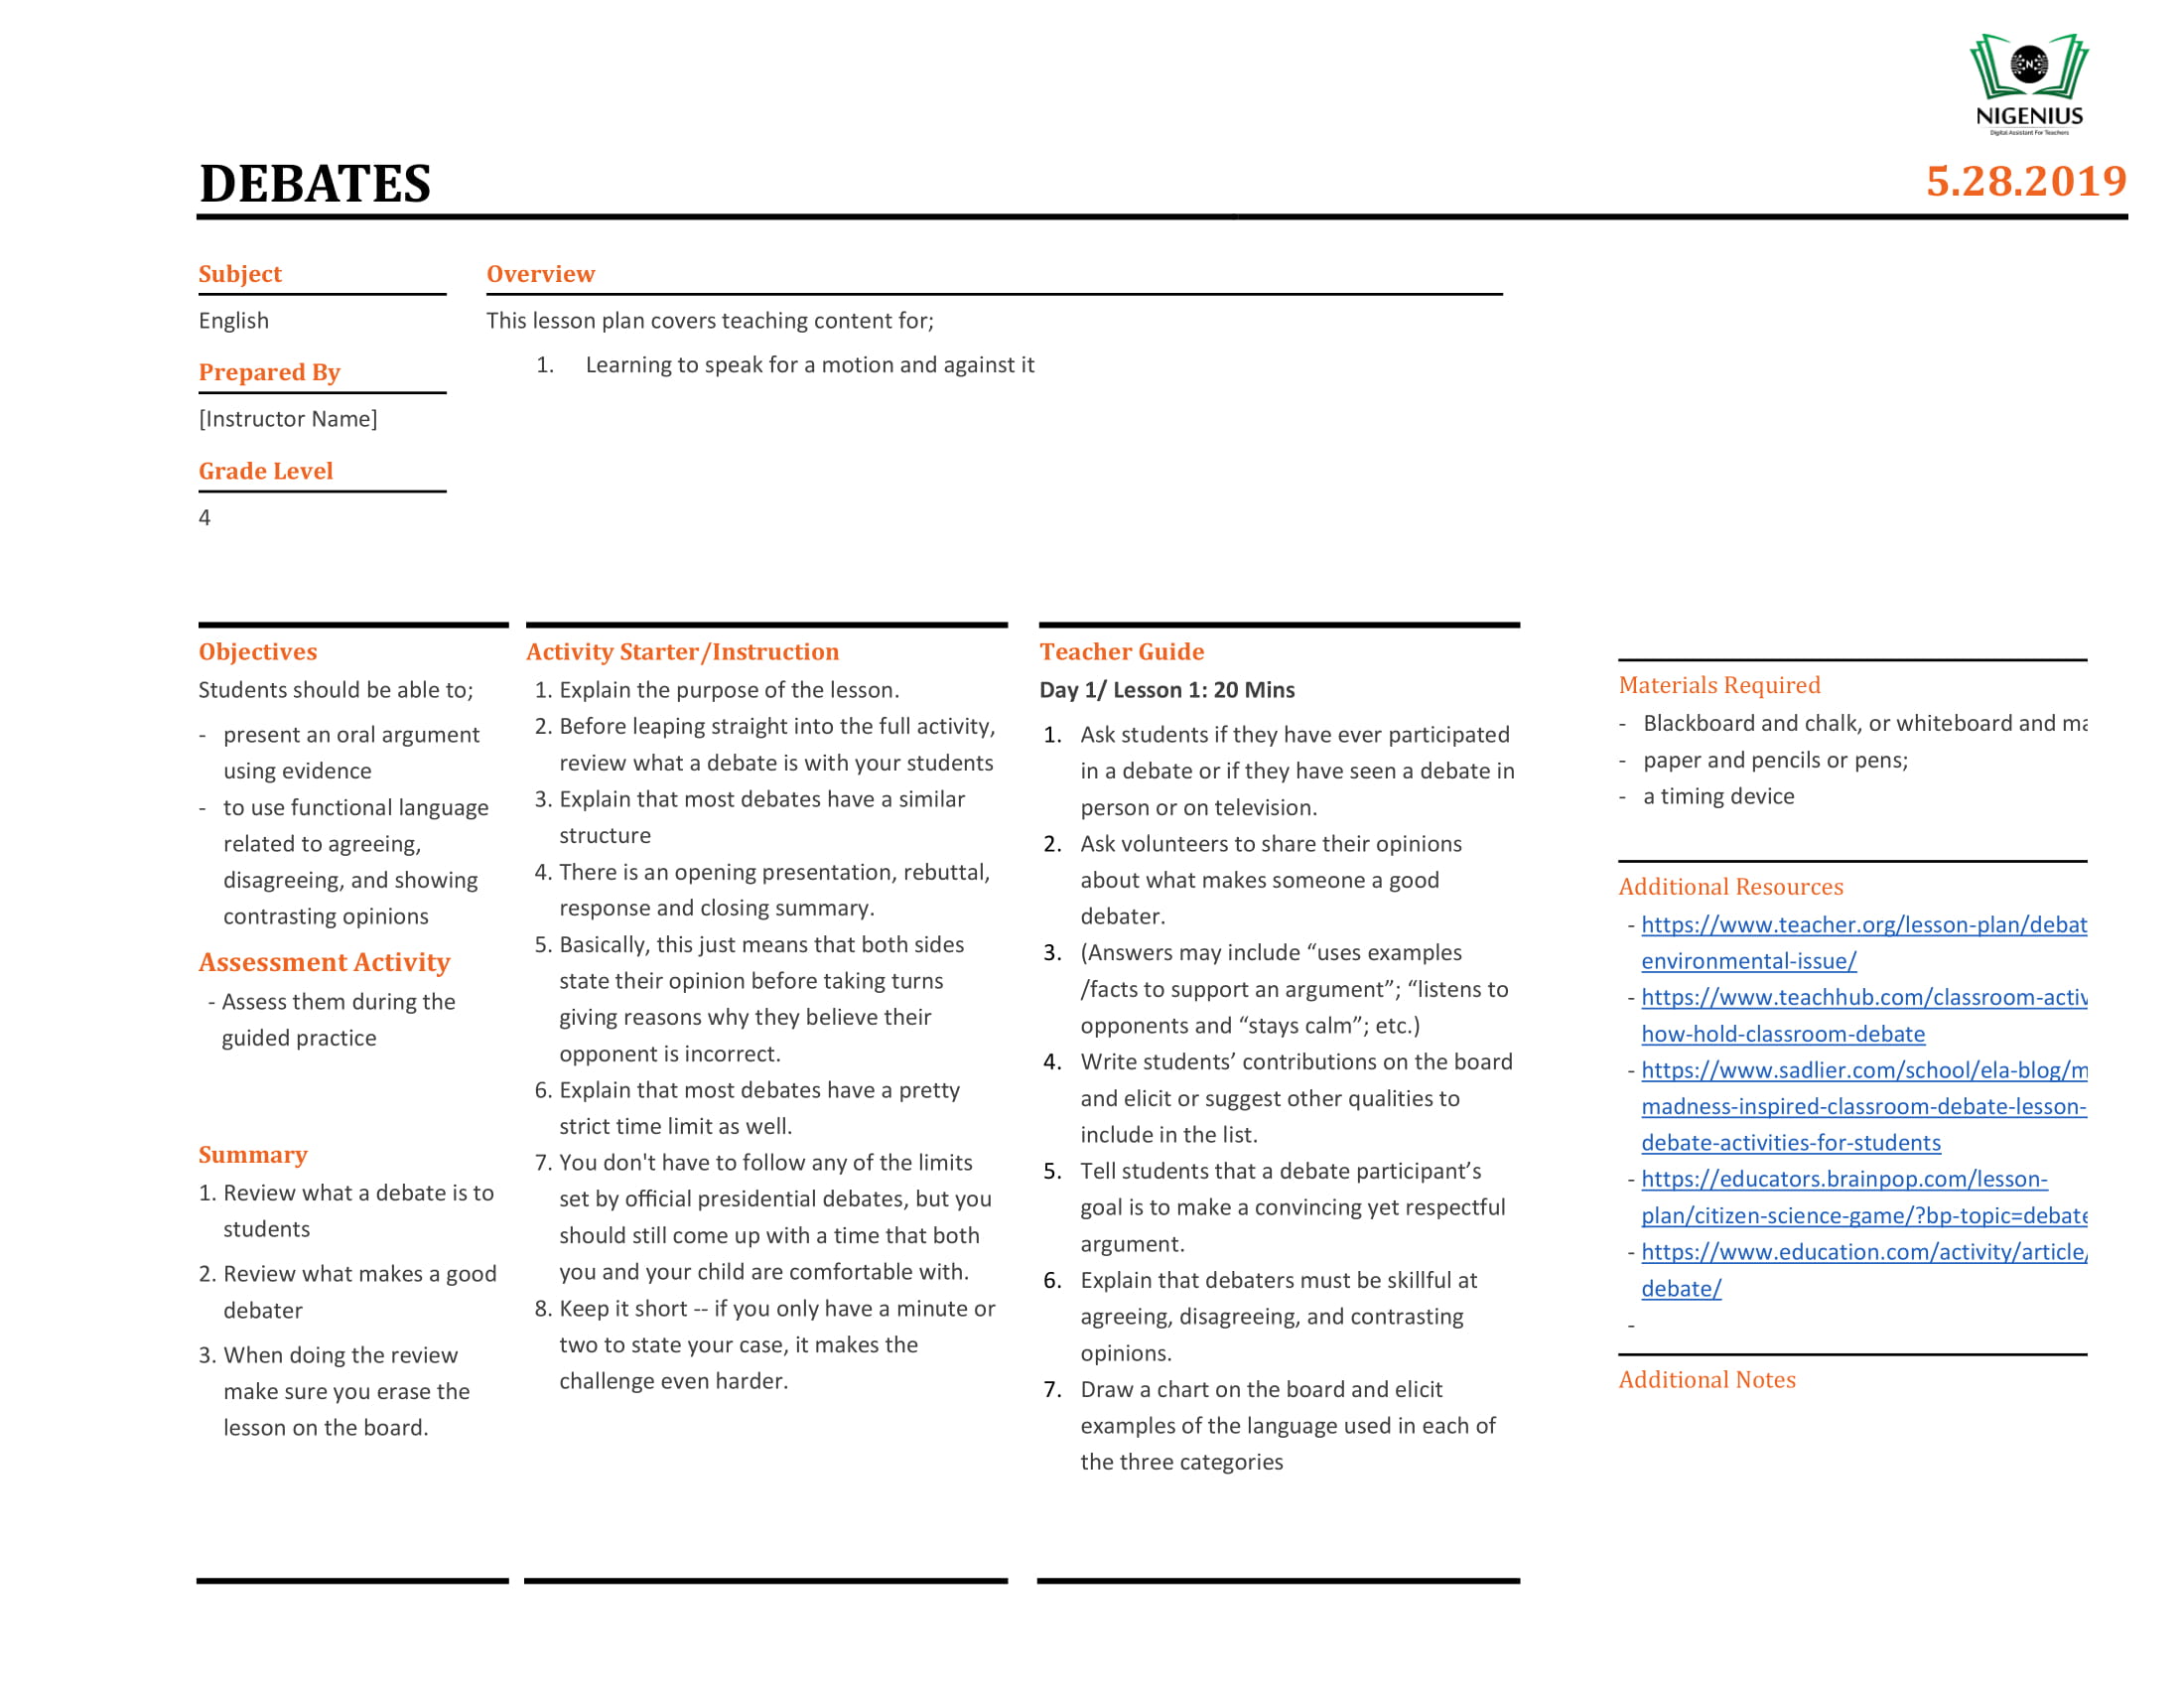 NIGENIUS
Digital Assistant For Teachers
DEBATES
5.28.2019
Subject
English
Prepared By
[Instructor Name]
Grade Level
4
Overview
This lesson plan covers teaching content for;
1. Learning to speak for a motion and against it
Objectives
Students should be able to;
- present an oral argument
using evidence
- to use functional language
related to agreeing,
disagreeing, and showing
contrasting opinions
Assessment Activity
- Assess them during the
guided practice
Summary
1. Review what a debate is to
students
2. Review what makes a good
debater
3. When doing the review
make sure you erase the
lesson on the board.
Activity Starter/Instruction
1. Explain the purpose of the lesson.
2. Before leaping straight into the full activity,
review what a debate is with your students
3. Explain that most debates have a similar
structure
4. There is an opening presentation, rebuttal,
response and closing summary.
5. Basically, this just means that both sides
state their opinion before taking turns
giving reasons why they believe their
opponent is incorrect.
6. Explain that most debates have a pretty
strict time limit as well.
7. You don't have to follow any of the limits
set by official presidential debates, but you
should still come up with a time that both
you and your child are comfortable with.
8. Keep it short -- if you only have a minute or
two to state your case, it makes the
challenge even harder.
Teacher Guide
Day 1/ Lesson 1: 20 Mins
1. Ask students if they have ever participated
in a debate or if they have seen a debate in
person or on television.
2. Ask volunteers to share their opinions
about what makes someone a good
debater.
3. (Answers may include “uses examples
/facts to support an argument”; “listens to
opponents and “stays calm”; etc.)
4. Write students’ contributions on the board
and elicit or suggest other qualities to
include in the list.
5. Tell students that a debate participant’s
goal is to make a convincing yet respectful
argument.
6. Explain that debaters must be skillful at
agreeing, disagreeing, and contrasting
opinions.
7. Draw a chart on the board and elicit
examples of the language used in each of
the three categories
Materials Required
- Blackboard and chalk, or whiteboard and ma
- paper and pencils or pens;
- a timing device
Additional Resources
- https://www.teacher.org/lesson-plan/debat
environmental-issue/
- https://www.teachhub.com/classroom-activ
how-hold-classroom-debate
- https://www.sadlier.com/school/ela-blog/m
madness-inspired-classroom-debate-lesson-
debate-activities-for-students
- https://educators.brainpop.com/lesson-
plan/citizen-science-game/?bp-topic=debate
- https://www.education.com/activity/article/
debate/
-
Additional Notes